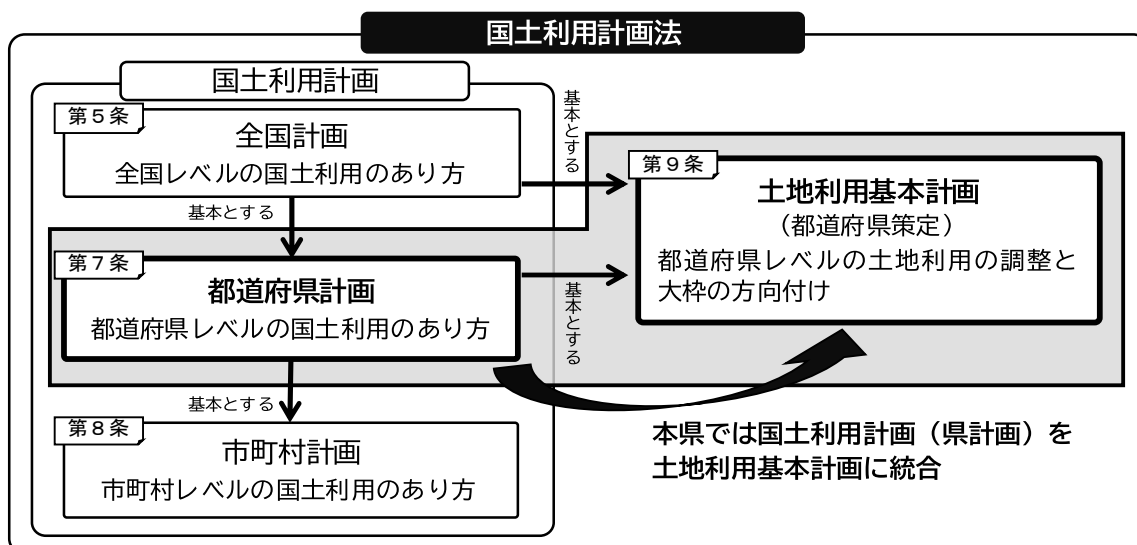 国土利用計画法
国土利用計画
第5条
全国計画
全国レベルの国土利用のあり方
基本とする
基本とする
第9条
土地利用基本計画
（都道府県策定）
都道府県レベルの土地利用の調整と
大枠の方向付け
第7条
都道府県計画
都道府県レベルの国土利用のあり方
基本とする
基本とする
第8条
市町村計画
市町村レベルの国土利用のあり方
本県では国土利用計画（県計画）を
土地利用基本計画に統合